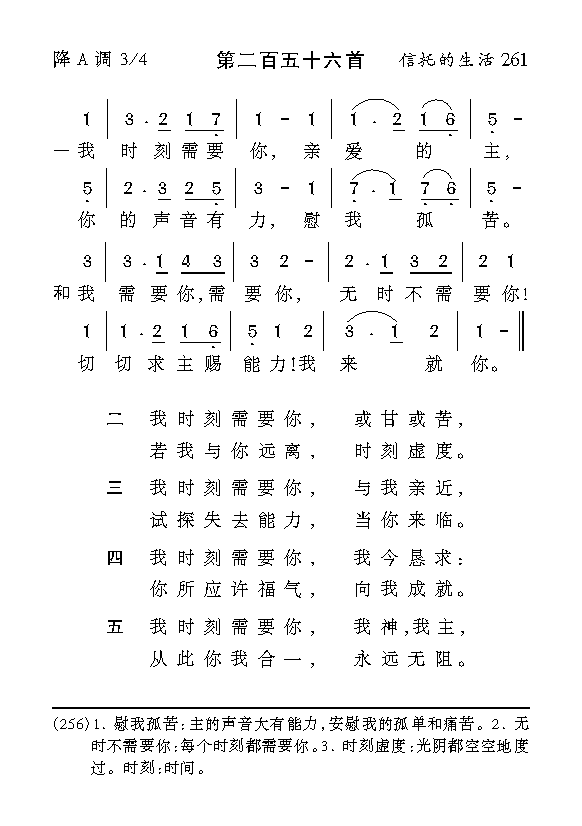 降A调 3/4 第二百五十六首 信托的生活 261
1 | 3 . 2 1 7 | 1 - 1 | 1 . 2 1 6 | 5 -
一我 时刻需要 你, 亲 爱 的 主,
5 | 2 . 3 2 5 | 3 - 1 | 7 . 1 7 6 | 5 -
你 的声音有 力, 慰 我 孤 苦。
3 | 3 . 1 4 3 | 3 2 - | 2 . 1 3 2 | 2 1
和我 需要你,需 要你, 无时不需 要你!
1 | 1 . 2 1 6 | 5 1 2 | 3 . 1 2 | 1 -
切 切求主赐 能力!我 来 就 你。
二 我时刻需要你, 或甘或苦,
若我与你远离, 时刻虚度。
三 我时刻需要你, 与我亲近,
试探失去能力, 当你来临。
四 我时刻需要你, 我今恳求:
你所应许福气, 向我成就。
五 我时刻需要你, 我神,我主,
从此你我合一, 永远无阻。
(256)1. 慰我孤苦:主的声音大有能力,安慰我的孤单和痛苦。2. 无
时不需要你:每个时刻都需要你。3. 时刻虚度:光阴都空空地度
过。时刻:时间。